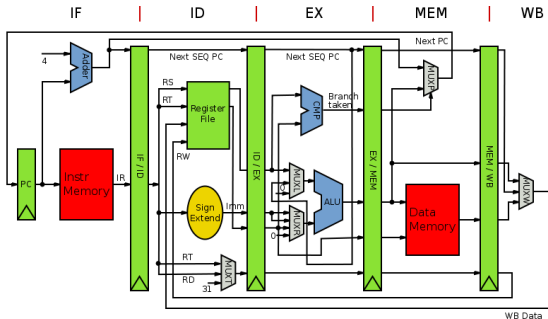 IF
ID
EX
MEM
WB
Next PC
Next SEQ PC
Next SEQ PC
4
Adder
RS
RT
Register
File
RW
CMP
Branch
taken
MUXP
PC
Instr
Memory
IR
IF / ID
ID / EX
EX / MEM
MEM / WB
Sign
Extend
Imm
MUXL
0
MUXR
0
ALU
Data
Memory
MUXW
RT
RD
31
MUXT
WB Data